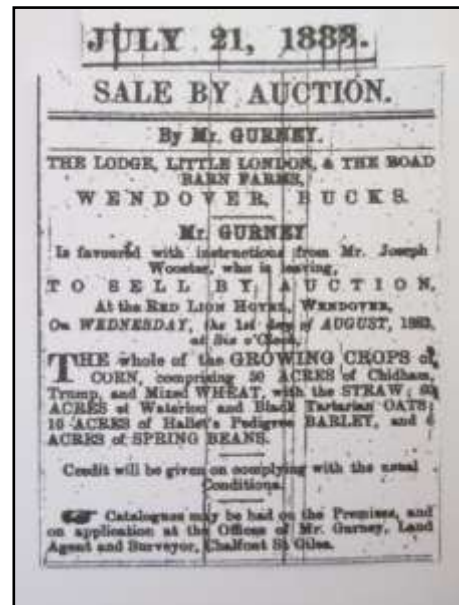 JULY 21, 1883.
SALE BY AUCTION.
By Mr. GURNEY.
THE LODGE, LITTLE LONDON, & THE ROAD
BARN FARMS,
WENDOVER, BUCKS.
Mr. GURNEY
Is favoured with instructions from Mr. Joseph
Wooster, who is leaving,
TO SELL BY AUCTION,
At the RED LION HOTEL, WENDOVER,
On WEDNESDAY, the 1st day of AUGUST, 1883,
at Six o'Clock,
THE whole of the GROWING CROPS of
CORN, comprising 50 ACRES of Chidham,
Trump, and Mixed WHEAT, with the STRAW;
ACRES of Waterloo and Black Tartarian OATS;
10 ACRES of Hallet's Pedigree BARLEY, and 6
ACRES of SPRING BEANS.
Credit will be given on complying with the usual
Conditions.
Catalogues may be had on the Premises, and
on application at the Offices of Mr. Gurney, Land
Agent and Surveyor, Chalfont St Giles.